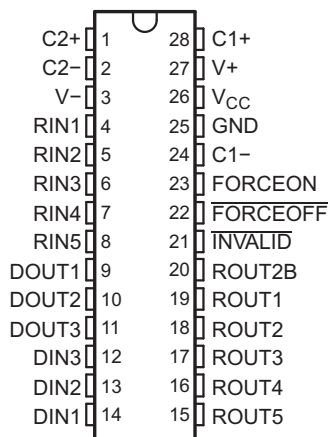 C2+ 1 28 C1+
C2− 2 27 V+
V− 3 26 VCC
RIN1 4 25 GND
RIN2 5 24 C1−
RIN3 6 23 FORCEON
RIN4 7 22 FORCEOFF
RIN5 8 21 INVALID
DOUT1 9 20 ROUT2B
DOUT2 10 19 ROUT1
DOUT3 11 18 ROUT2
DIN3 12 17 ROUT3
DIN2 13 16 ROUT4
DIN1 14 15 ROUT5